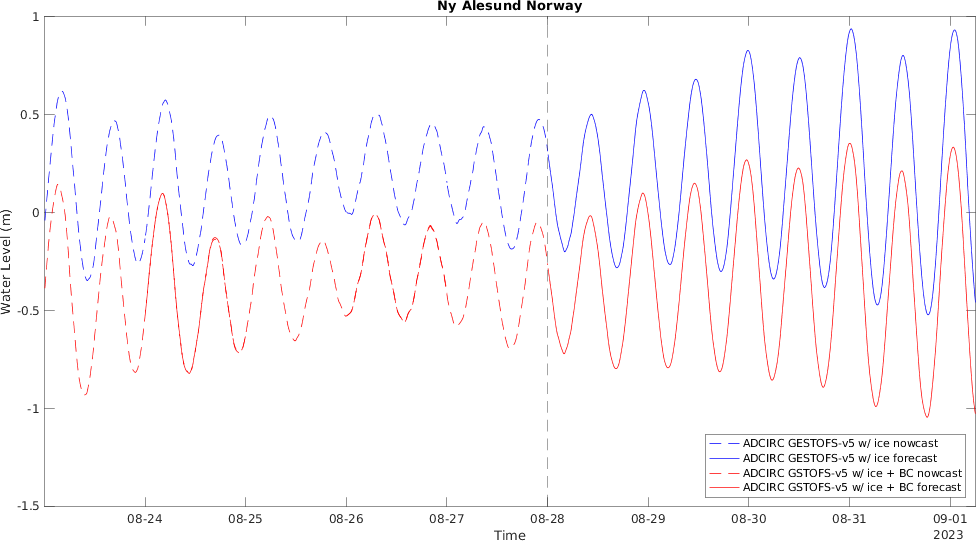 Ny Alesund Norway
Water Level (m)
1
0.5
0
-0.5
-1
-1.5
ADCIRC GESTOFS-v5 w/ ice nowcast
ADCIRC GESTOFS-v5 w/ ice forecast
ADCIRC GSTOFS-v5 w/ ice + BC nowcast
ADCIRC GSTOFS-v5 w/ ice + BC forecast
08-24 08-25 08-26 08-27 08-28 08-29 08-30 08-31 09-01
2023
Time